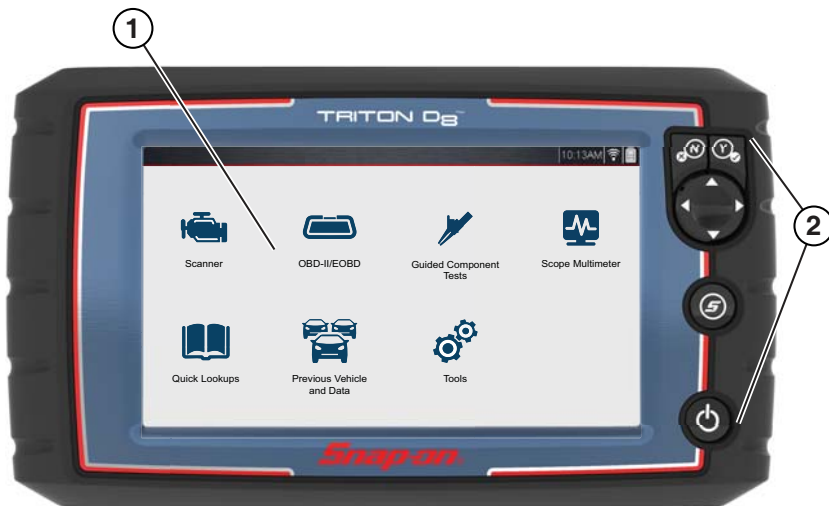 1
TRITON D8™
10:13AM
N
Y
2
Scanner
OBD-II/EOBD
Guided Component
Tests
Scope Multimeter
S
Quick Lookups
Previous Vehicle
and Data
Tools
Snap-on